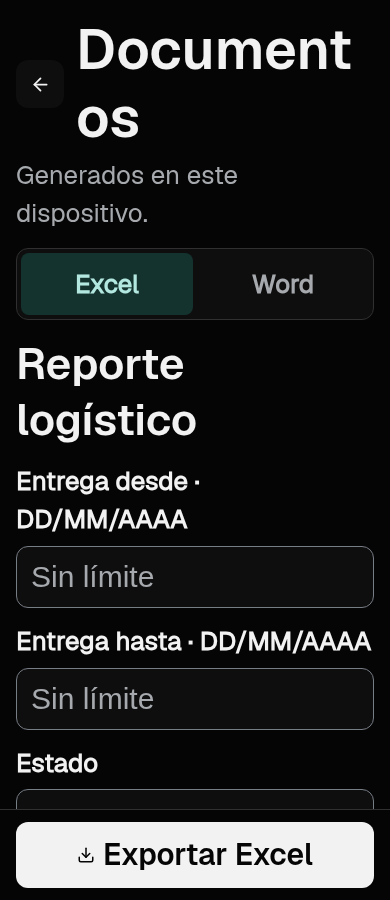 Document
os
Generados en este
dispositivo.
Excel
Word
Reporte
logístico
Entrega desde ·
DD/MM/AAAA
Sin límite
Entrega hasta · DD/MM/AAAA
Sin límite
Estado
Exportar Excel